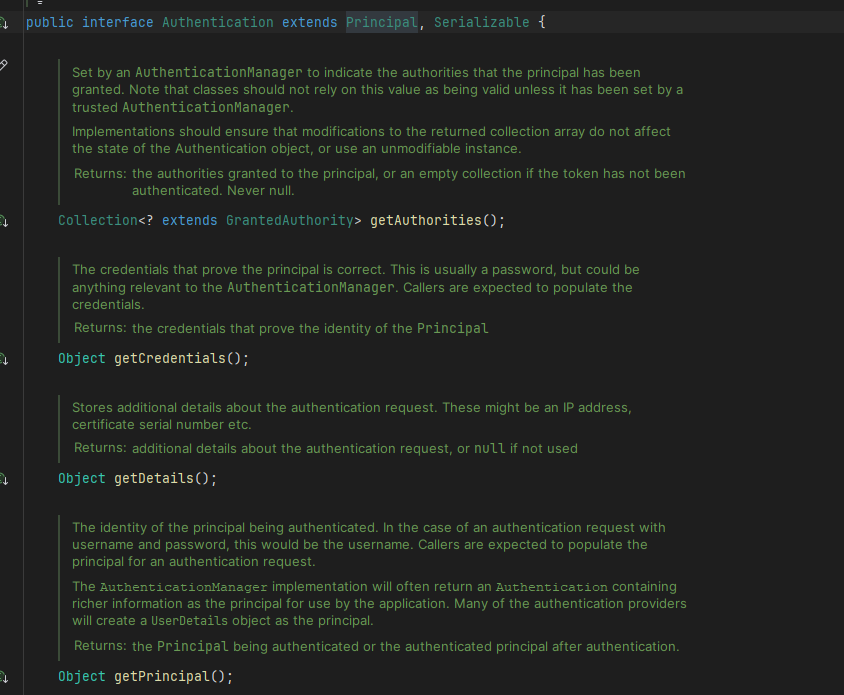 public interface Authentication extends Principal, Serializable {
Set by an AuthenticationManager to indicate the authorities that the principal has been
granted. Note that classes should not rely on this value as being valid unless it has been set by a
trusted AuthenticationManager.
Implementations should ensure that modifications to the returned collection array do not affect
the state of the Authentication object, or use an unmodifiable instance.
Returns: the authorities granted to the principal, or an empty collection if the token has not been
authenticated. Never null.
Collection<? extends GrantedAuthority> getAuthorities();
The credentials that prove the principal is correct. This is usually a password, but could be
anything relevant to the AuthenticationManager. Callers are expected to populate the
credentials.
Returns: the credentials that prove the identity of the Principal
Object getCredentials();
Stores additional details about the authentication request. These might be an IP address,
certificate serial number etc.
Returns: additional details about the authentication request, or null if not used
Object getDetails();
The identity of the principal being authenticated. In the case of an authentication request with
username and password, this would be the username. Callers are expected to populate the
principal for an authentication request.
The AuthenticationManager implementation will often return an Authentication containing
richer information as the principal for use by the application. Many of the authentication providers
will create a UserDetails object as the principal.
Returns: the Principal being authenticated or the authenticated principal after authentication.
Object getPrincipal();